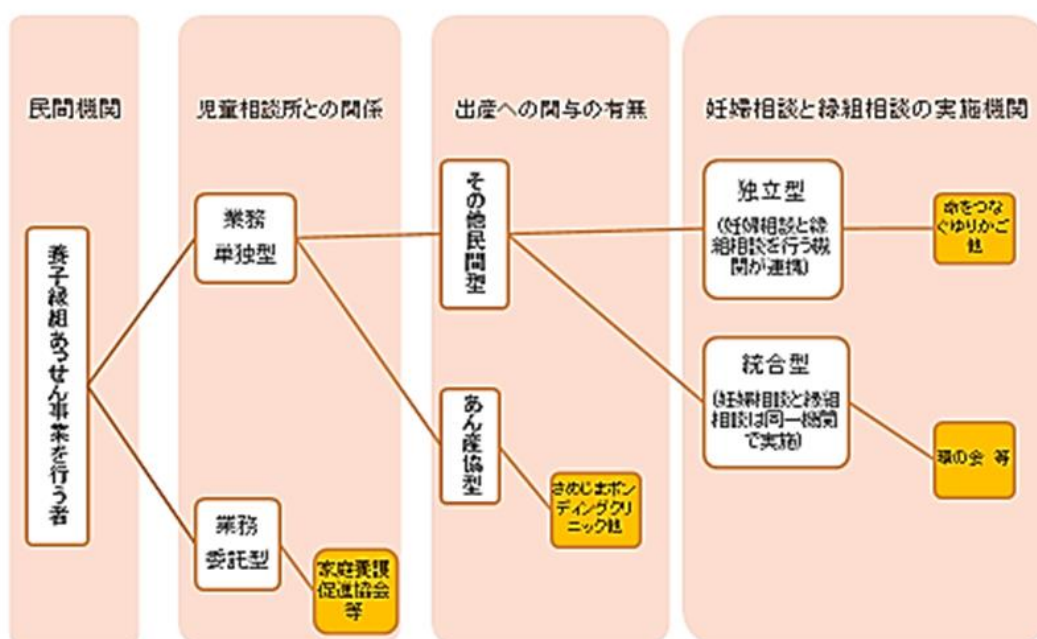 民間機関
児童相談所との関係
出産への関与の有無
妊婦相談と縁組相談の実施機関
養子縁組あっせん事業を行う者
業務
単独型
業務
委託型
家庭養護
促進協会
等
その他民間型
あん産協型
さめじまボン
ディングクリ
ニック他
独立型
(妊婦相談と縁
組相談を行う機
関が連携)
命をつな
ぐゆりかご
他
統合型
(妊婦相談と縁組
相談は同一機関
で実施)
環の会 等